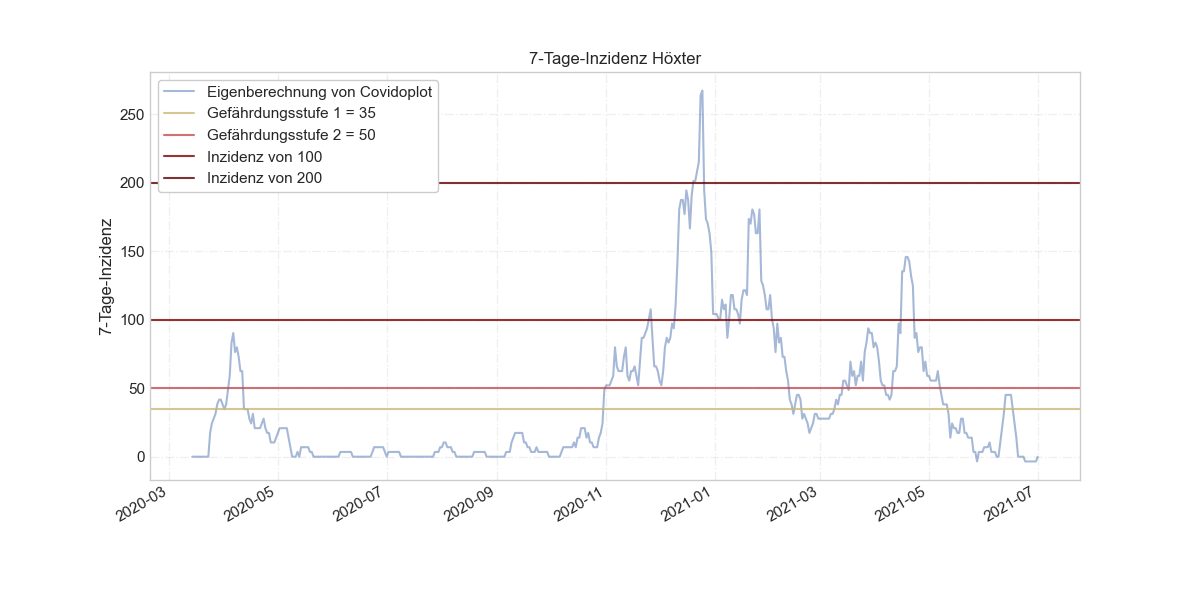 7-Tage-Inzidenz Höxter
Eigenberechnung von Covidoplot
Gefährdungsstufe 1 = 35
Gefährdungsstufe 2 = 50
Inzidenz von 100
Inzidenz von 200
7-Tage-Inzidenz
250
200
150
100
50
0
2020-03
2020-05
2020-07
2020-09
2020-11
2021-01
2021-03
2021-05
2021-07